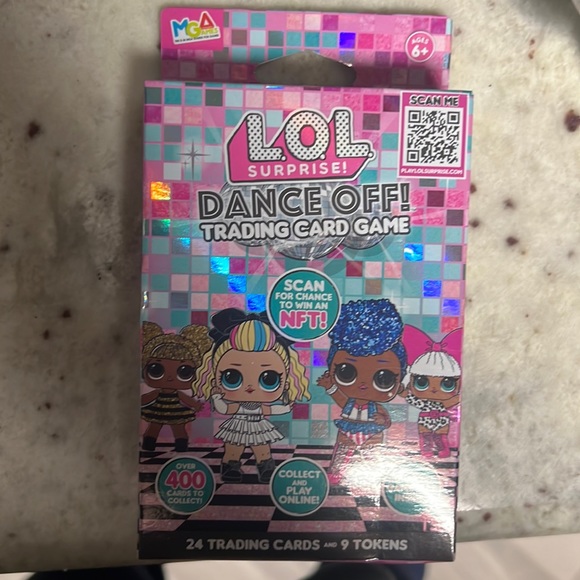 MGA
AGES
6+
SCAN ME
PLAYLOLSURPRISE.COM
L.O.L.
SURPRISE!
DANCE OFF!
TRADING CARD GAME
SCAN
FOR CHANCE
TO WIN AN
NFT!
OVER
400
CARDS TO
COLLECT!
COLLECT
AND
PLAY
ONLINE!
24 TRADING CARDS AND 9 TOKENS